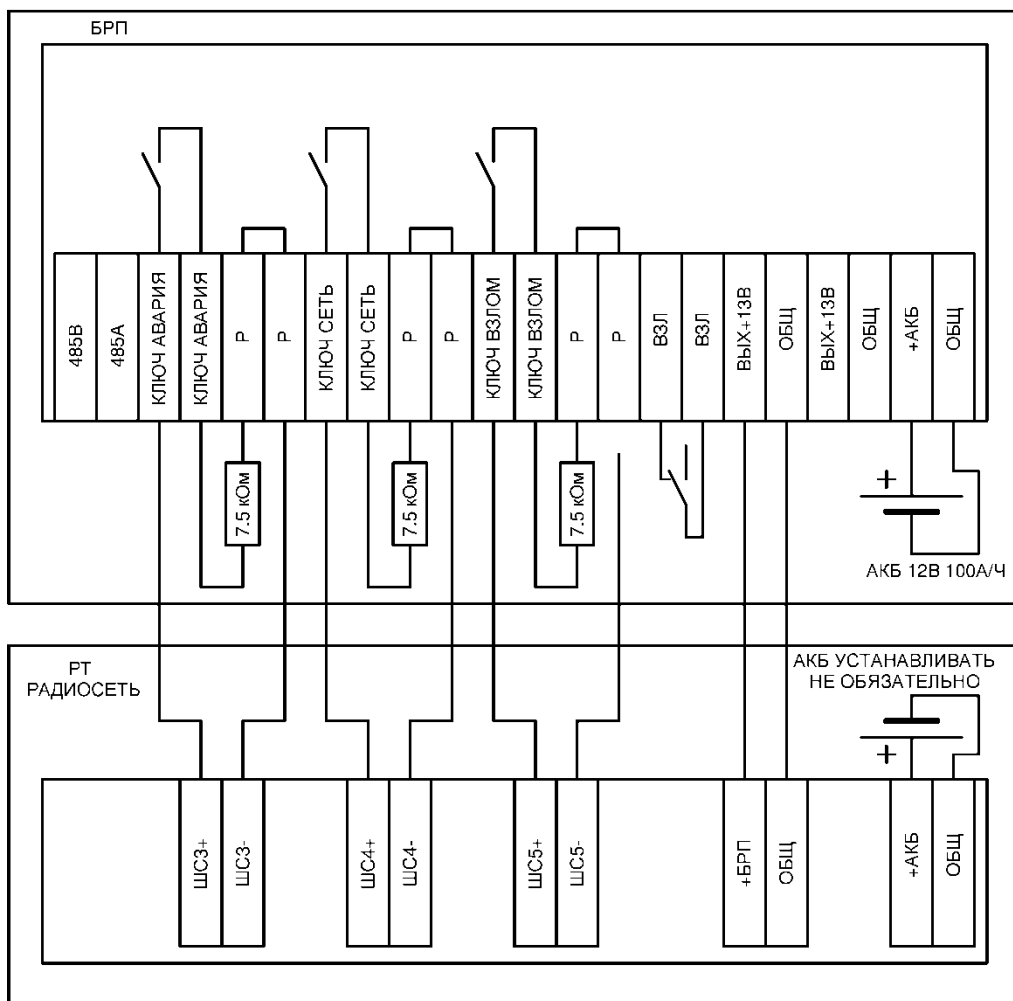 БРП
485В
485А
КЛЮЧ АВАРИЯ
КЛЮЧ АВАРИЯ
Р
Р
КЛЮЧ СЕТЬ
КЛЮЧ СЕТЬ
Р
Р
КЛЮЧ ВЗЛОМ
КЛЮЧ ВЗЛОМ
Р
Р
ВЗЛ
ВЗЛ
ВЫХ+13В
ОБЩ
ВЫХ+13В
ОБЩ
+АКБ
ОБЩ
7.5 кОм
7.5 кОм
7.5 кОм
+
АКБ 12В 100А/Ч
РТ
РАДИОСЕТЬ
АКБ УСТАНАВЛИВАТЬ
НЕ ОБЯЗАТЕЛЬНО
+
ШС3+
ШС3-
ШС4+
ШС4-
ШС5+
ШС5-
+БРП
ОБЩ
+АКБ
ОБЩ